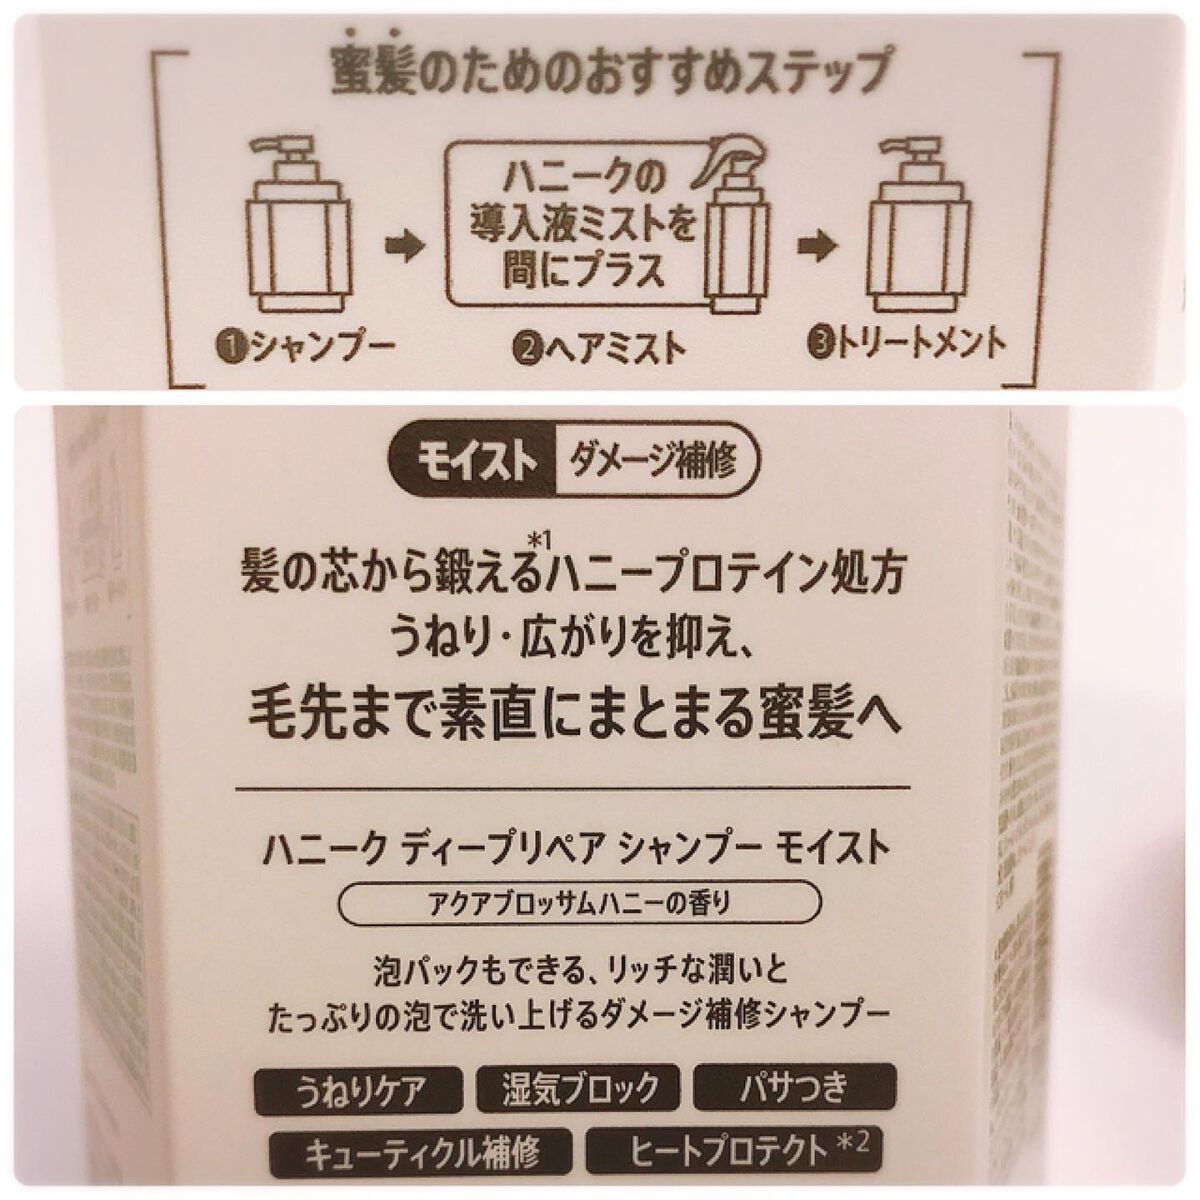 蜜髪のためのおすすめステップ
ハニークの
導入液ミストを
間にプラス
❶シャンプー
❷ヘアミスト
❸トリートメント
モイスト ダメージ補修
髪の芯から鍛える*1ハニープロテイン処方
うねり・広がりを抑え、
毛先まで素直にまとまる蜜髪へ
ハニーク ディープリペア シャンプー モイスト
アクアブロッサムハニーの香り
泡パックもできる、リッチな潤いと
たっぷりの泡で洗い上げるダメージ補修シャンプー
うねりケア 湿気ブロック パサつき
キューティクル補修 ヒートプロテクト*2